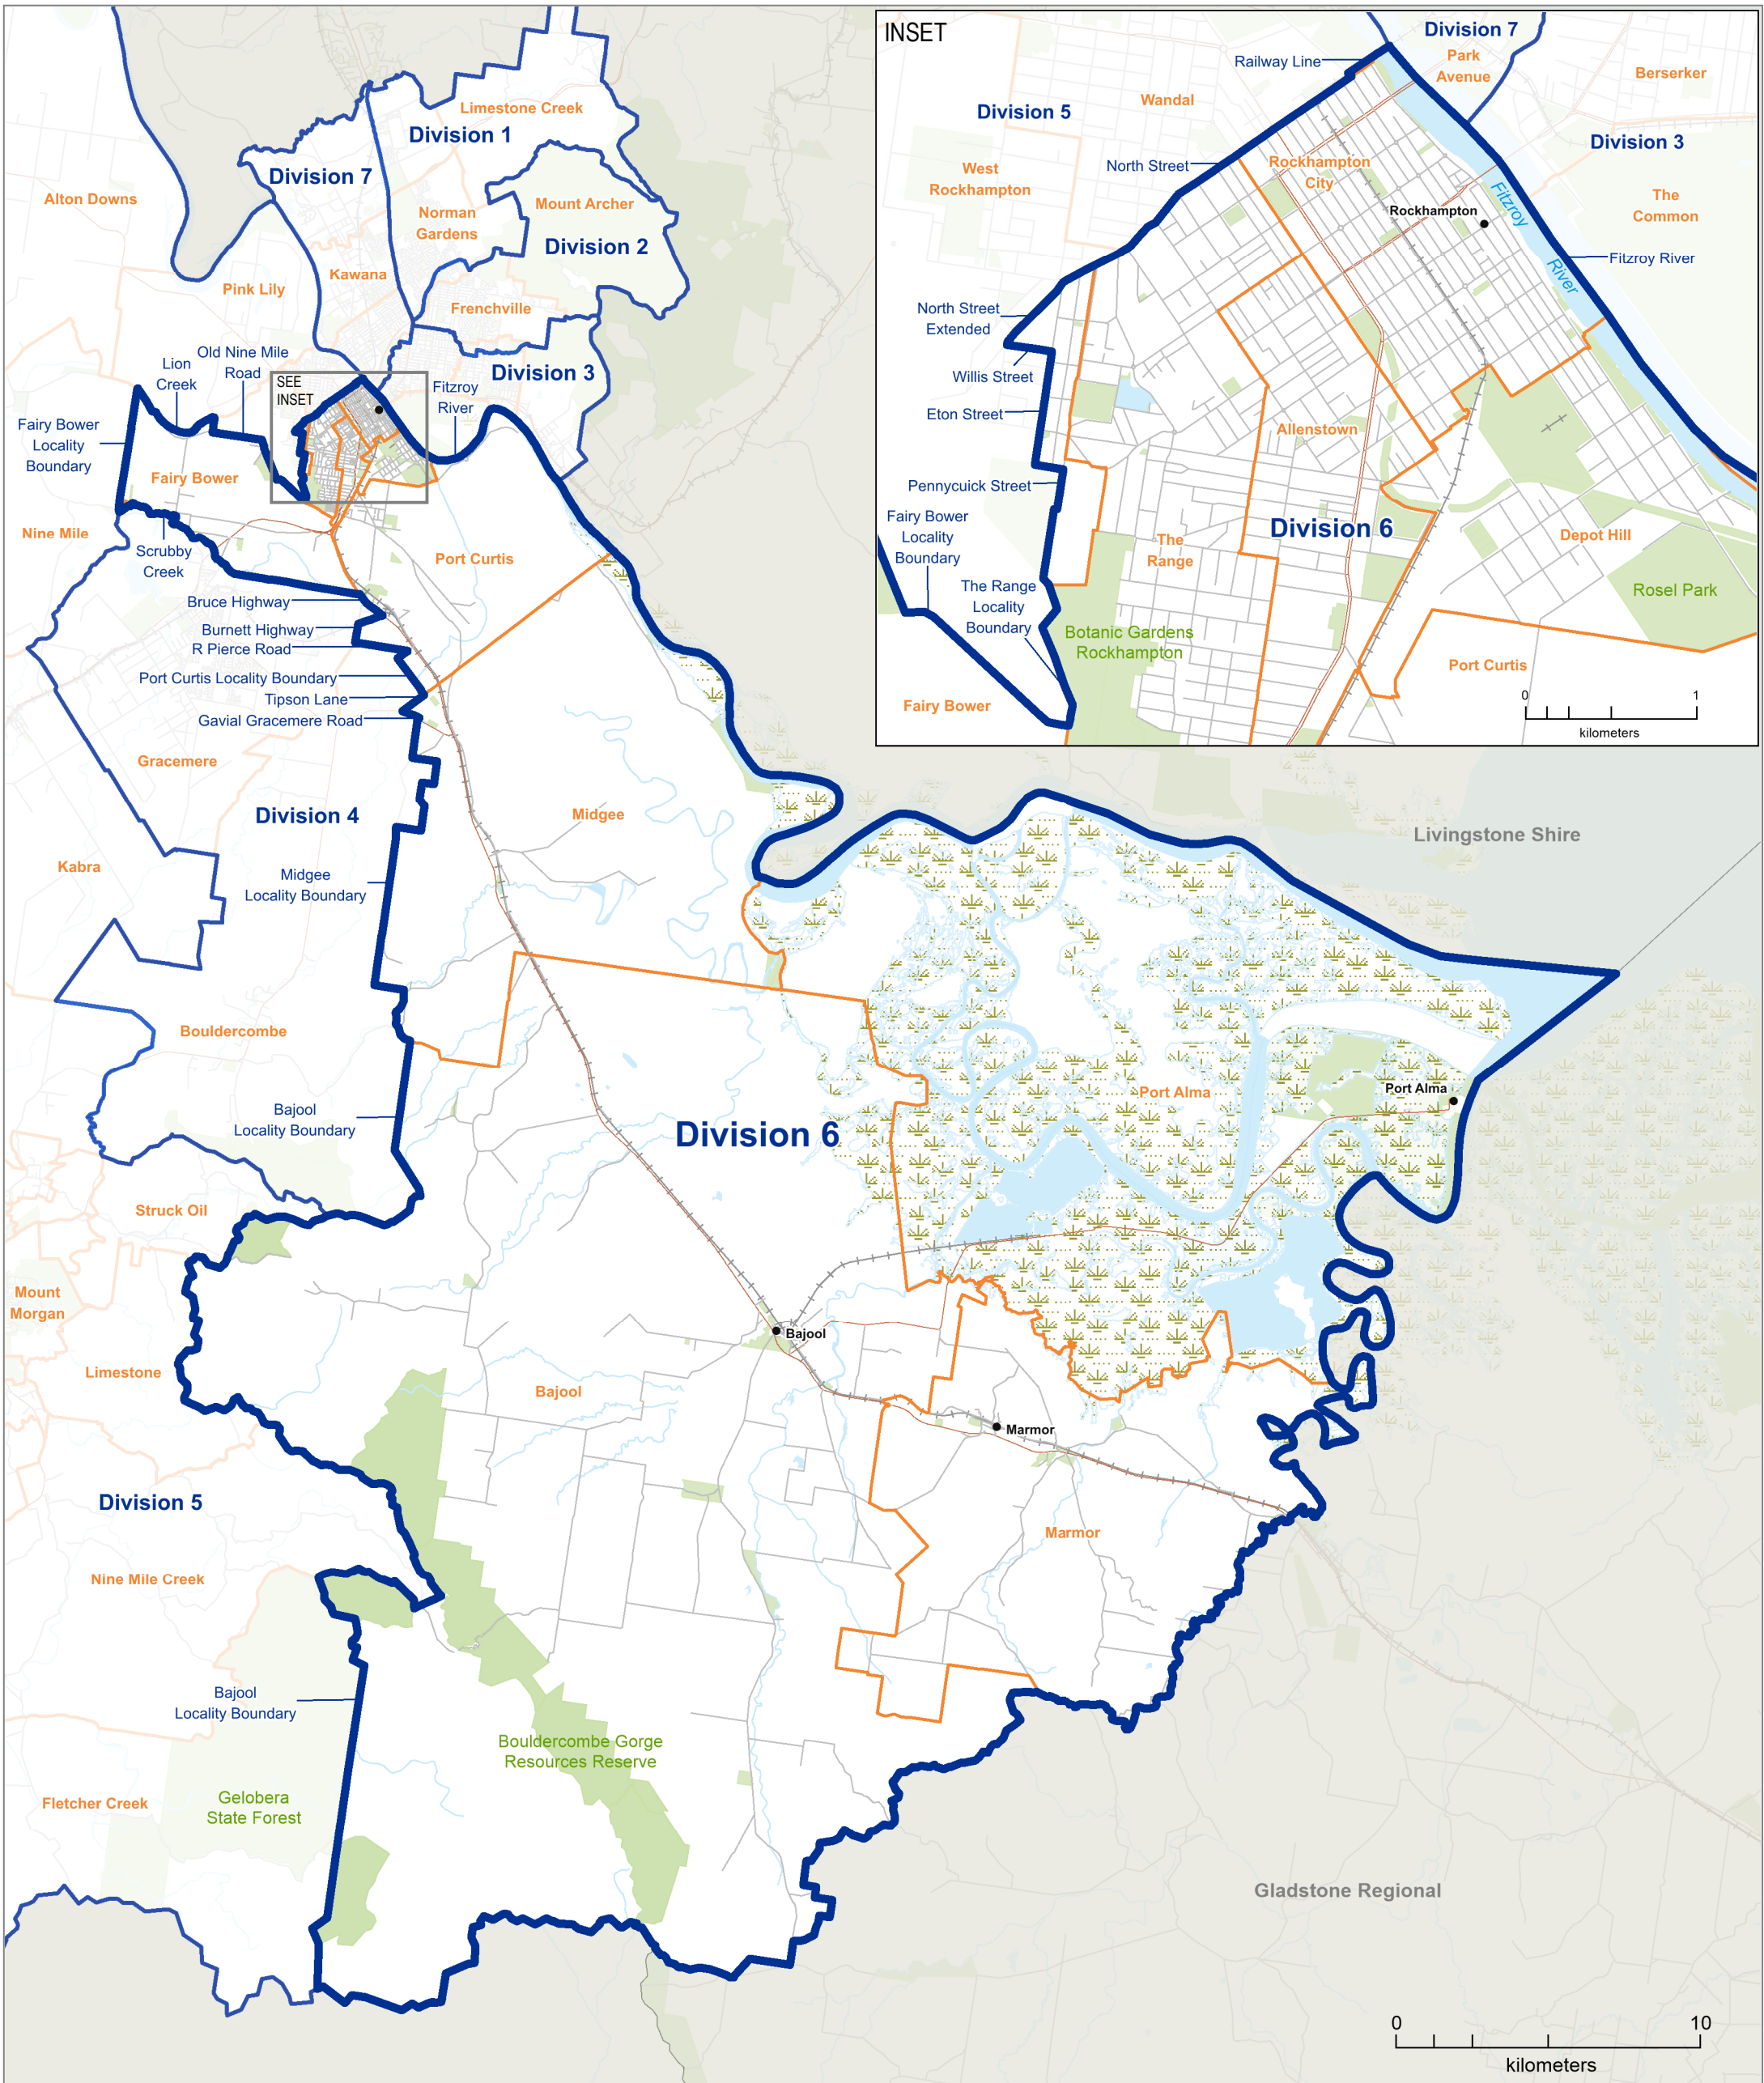 Limestone Creek
Division 1
Division 7
Alton Downs
Norman
Gardens
Mount Archer
Division 2
Kawana
Pink Lily
Frenchville
Old Nine Mile
Road
Lion
Creek
Division 3
SEE
INSET
Fitzroy
River
Fairy Bower
Locality
Boundary
Fairy Bower
Nine Mile
Scrubby
Creek
Port Curtis
Bruce Highway
Burnett Highway
R Pierce Road
Port Curtis Locality Boundary
Tipson Lane
Gavial Gracemere Road
Gracemere
Division 4
Midgee
Kabra
Midgee
Locality Boundary
Bouldercombe
Bajool
Locality Boundary
Division 6
Port Alma
Port Alma
Livingstone Shire
Struck Oil
Mount
Morgan
Limestone
Bajool
Bajool
Marmor
Marmor
Division 5
Nine Mile Creek
Bajool
Locality Boundary
Bouldercombe Gorge
Resources Reserve
Gelobera
State Forest
Fletcher Creek
Gladstone Regional
0 10
kilometers
INSET
Division 7
Park
Avenue
Railway Line
Berserker
Wandal
Division 5
Division 3
North Street
Rockhampton
City
West
Rockhampton
Fitzroy
River
The
Common
Rockhampton
Fitzroy River
North Street
Extended
Willis Street
Eton Street
Allenstown
Pennycuick Street
Fairy Bower
Locality
Boundary
Division 6
Depot Hill
The
Range
The Range
Locality
Boundary
Rosel Park
Botanic Gardens
Rockhampton
Port Curtis
Fairy Bower
0 1
kilometers